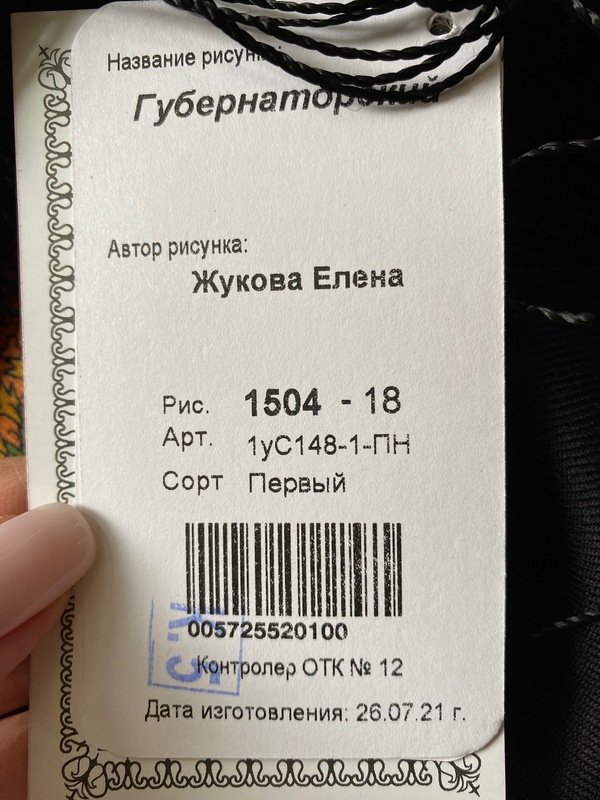 Название рисунка:
Губернаторский
Автор рисунка:
Жукова Елена
Рис. 1504 - 18
Арт. 1уС148-1-ПН
Сорт Первый
005725520100
Контролер ОТК № 12
Дата изготовления: 26.07.21 г.